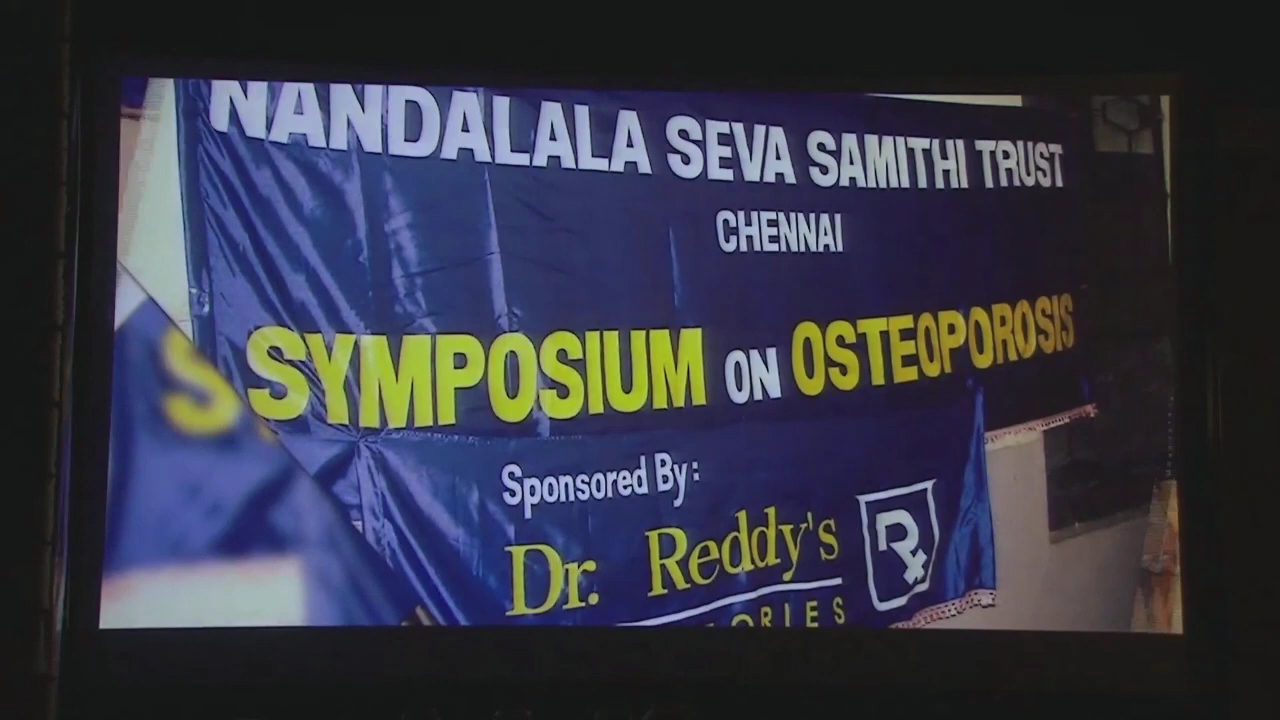 NANDALALA SEVA SAMITHI TRUST
CHENNAI
SYMPOSIUM ON OSTEOPOROSIS
Sponsored By:
Dr. Reddy's